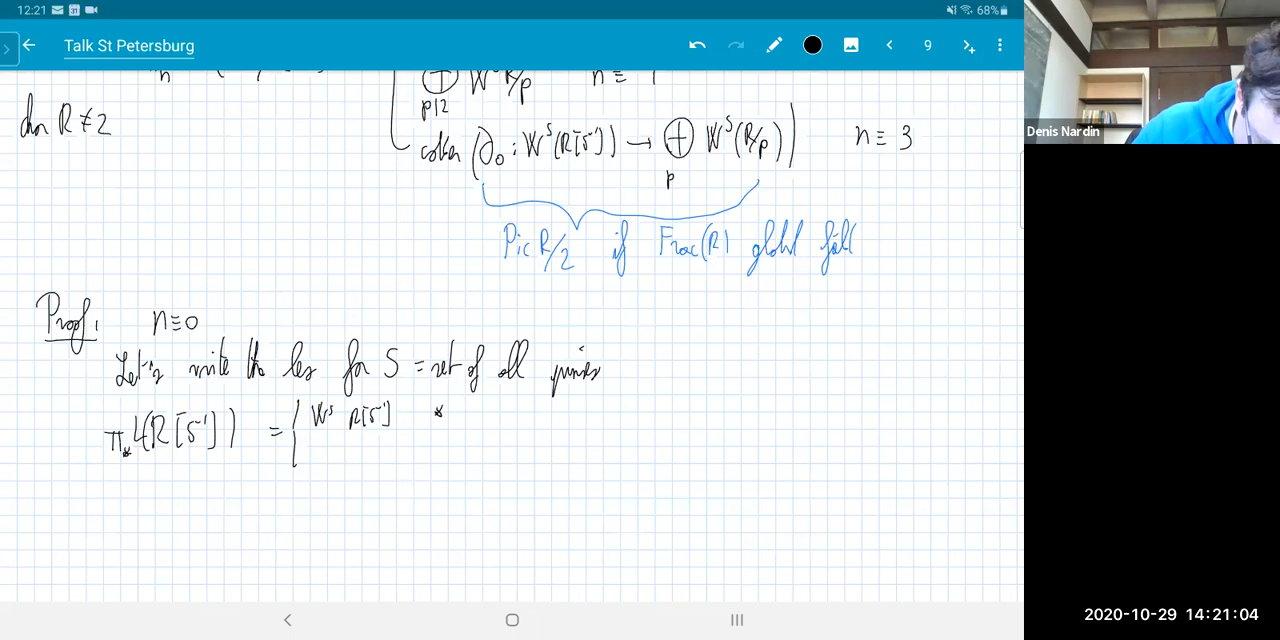 12:21
68%
Talk St Petersburg
9
n
⊕ W^s R/p n ≡ 1
p|2
char R ≠ 2
coker (∂_0 : W^s(R[S^-1]) → ⊕ W^s(R/p)) n ≡ 3
p
Pic R/2 if Frac(R) global field
Proof: n ≡ 0
Let's write the les for S = set of all primes
π_* L(R[S^-1]) = { W^s R[S^-1] *
Denis Nardin
2020-10-29 14:21:04